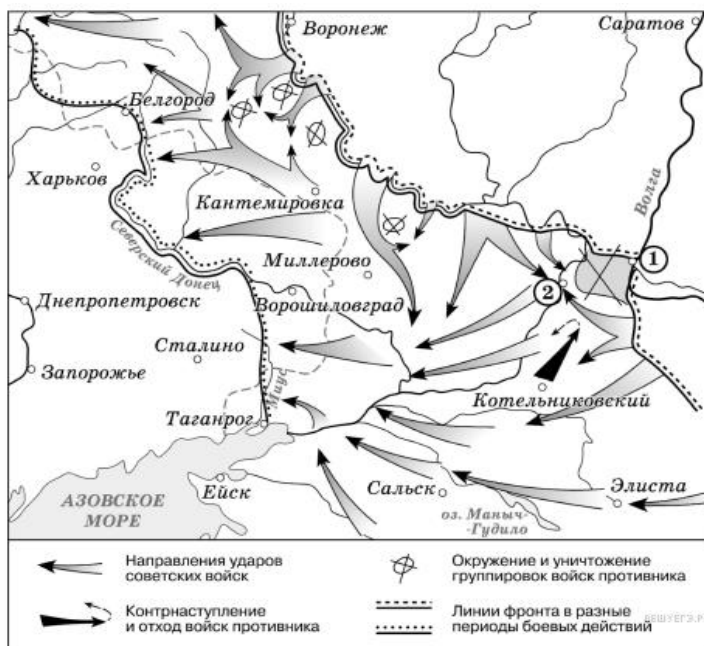 Воронеж
Саратов
Белгород
Харьков
Кантемировка
Волга
Северский Донец
Миллерово
1
2
Днепропетровск
Ворошиловград
Сталино
Запорожье
Миус
Котельниковский
Таганрог
АЗОВСКОЕ
МОРЕ
Ейск
Сальск
Элиста
оз. Маныч-
-Гудило
Направления ударов
советских войск
Окружение и уничтожение
группировок войск противника
Контрнаступление
и отход войск противника
Линии фронта в разные
периоды боевых действий